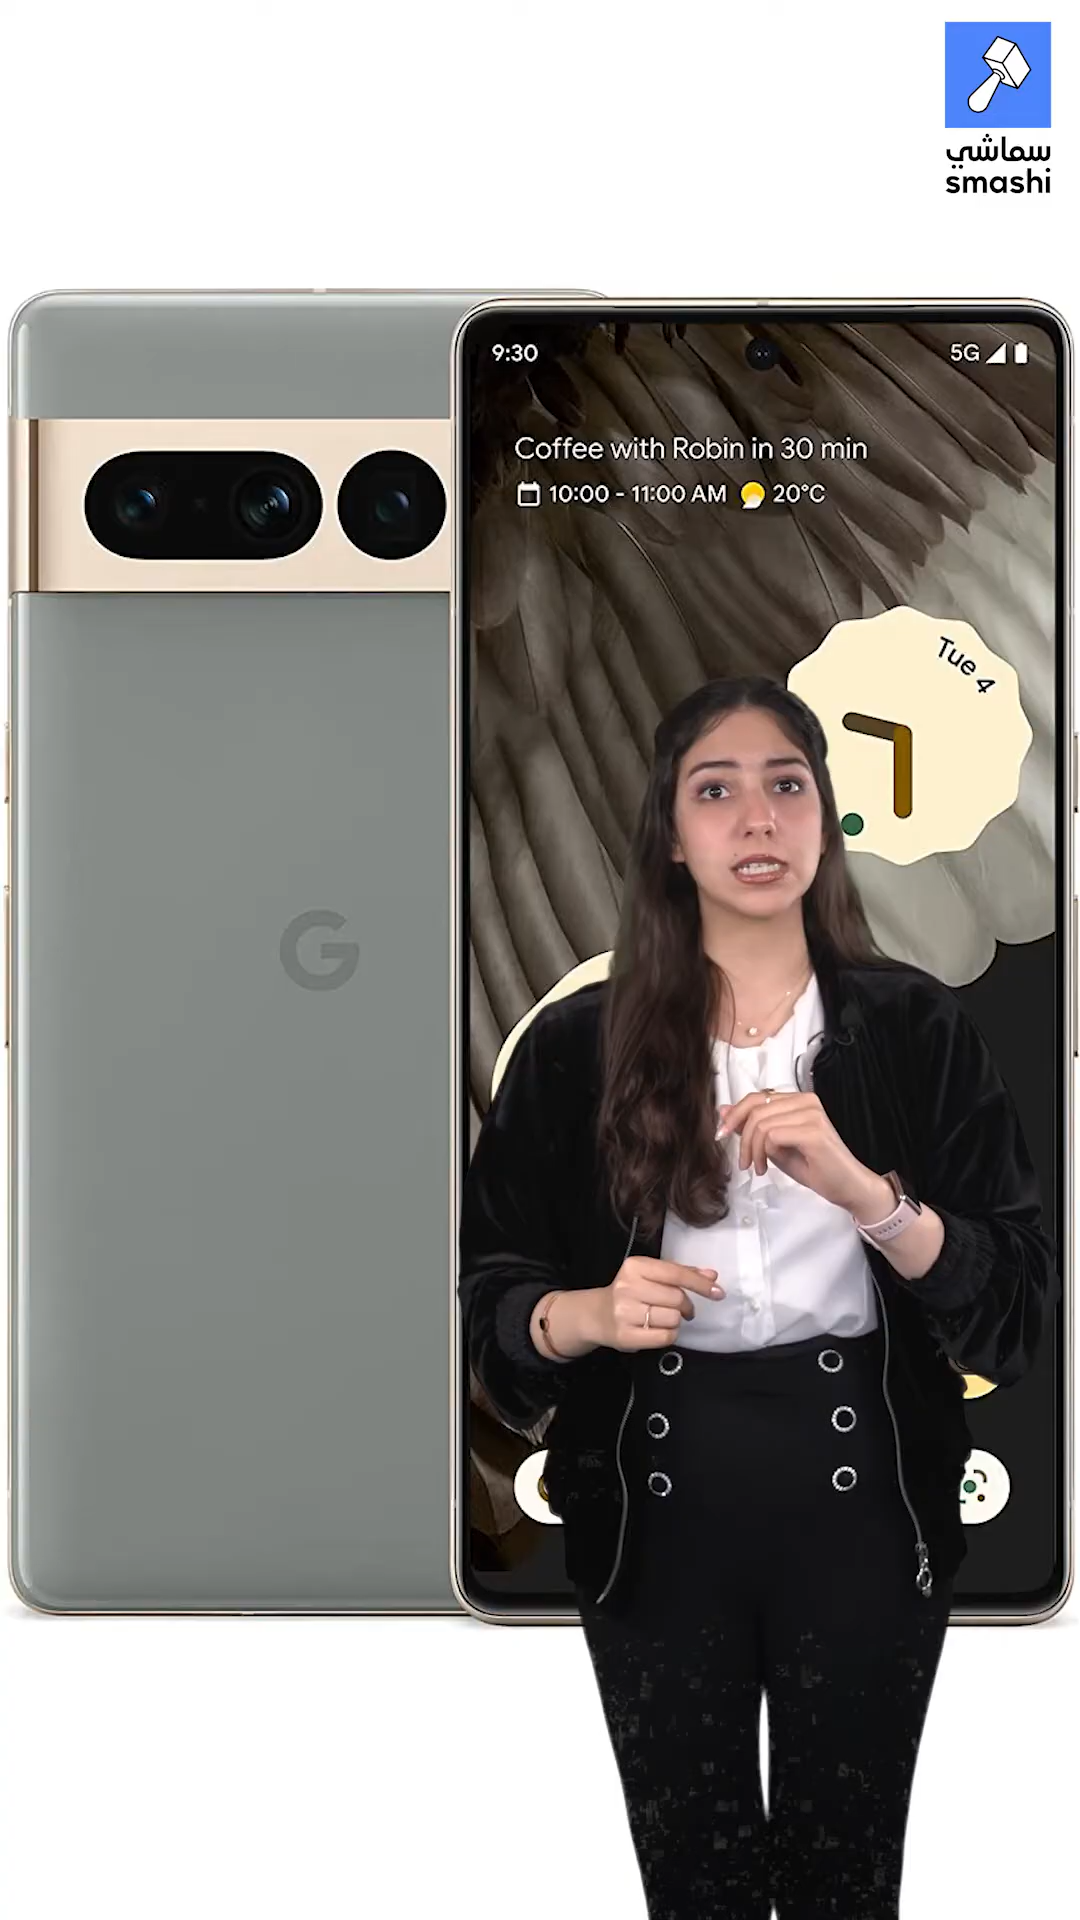 سماشي
smashi
9:30
5G
Coffee with Robin in 30 min
10:00 - 11:00 AM 20°C
Tue 4
G